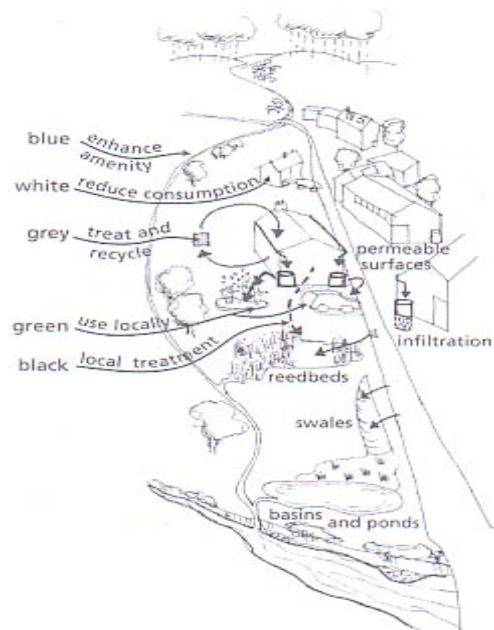 blue enhance
amenity
white reduce consumption
grey treat and
recycle
permeable
surfaces
green use locally
infiltration
black local treatment
reedbeds
swales
basins and ponds